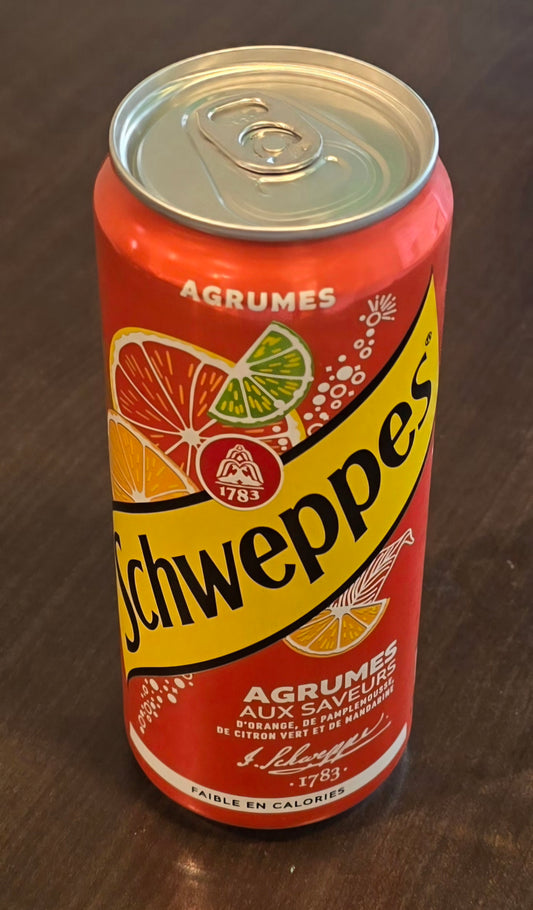 AGRUMES
1783
Schweppes®
AGRUMES
AUX SAVEURS
D'ORANGE, DE PAMPLEMOUSSE,
DE CITRON VERT ET DE MANDARINE
J. Schweppe
·1783·
FAIBLE EN CALORIES